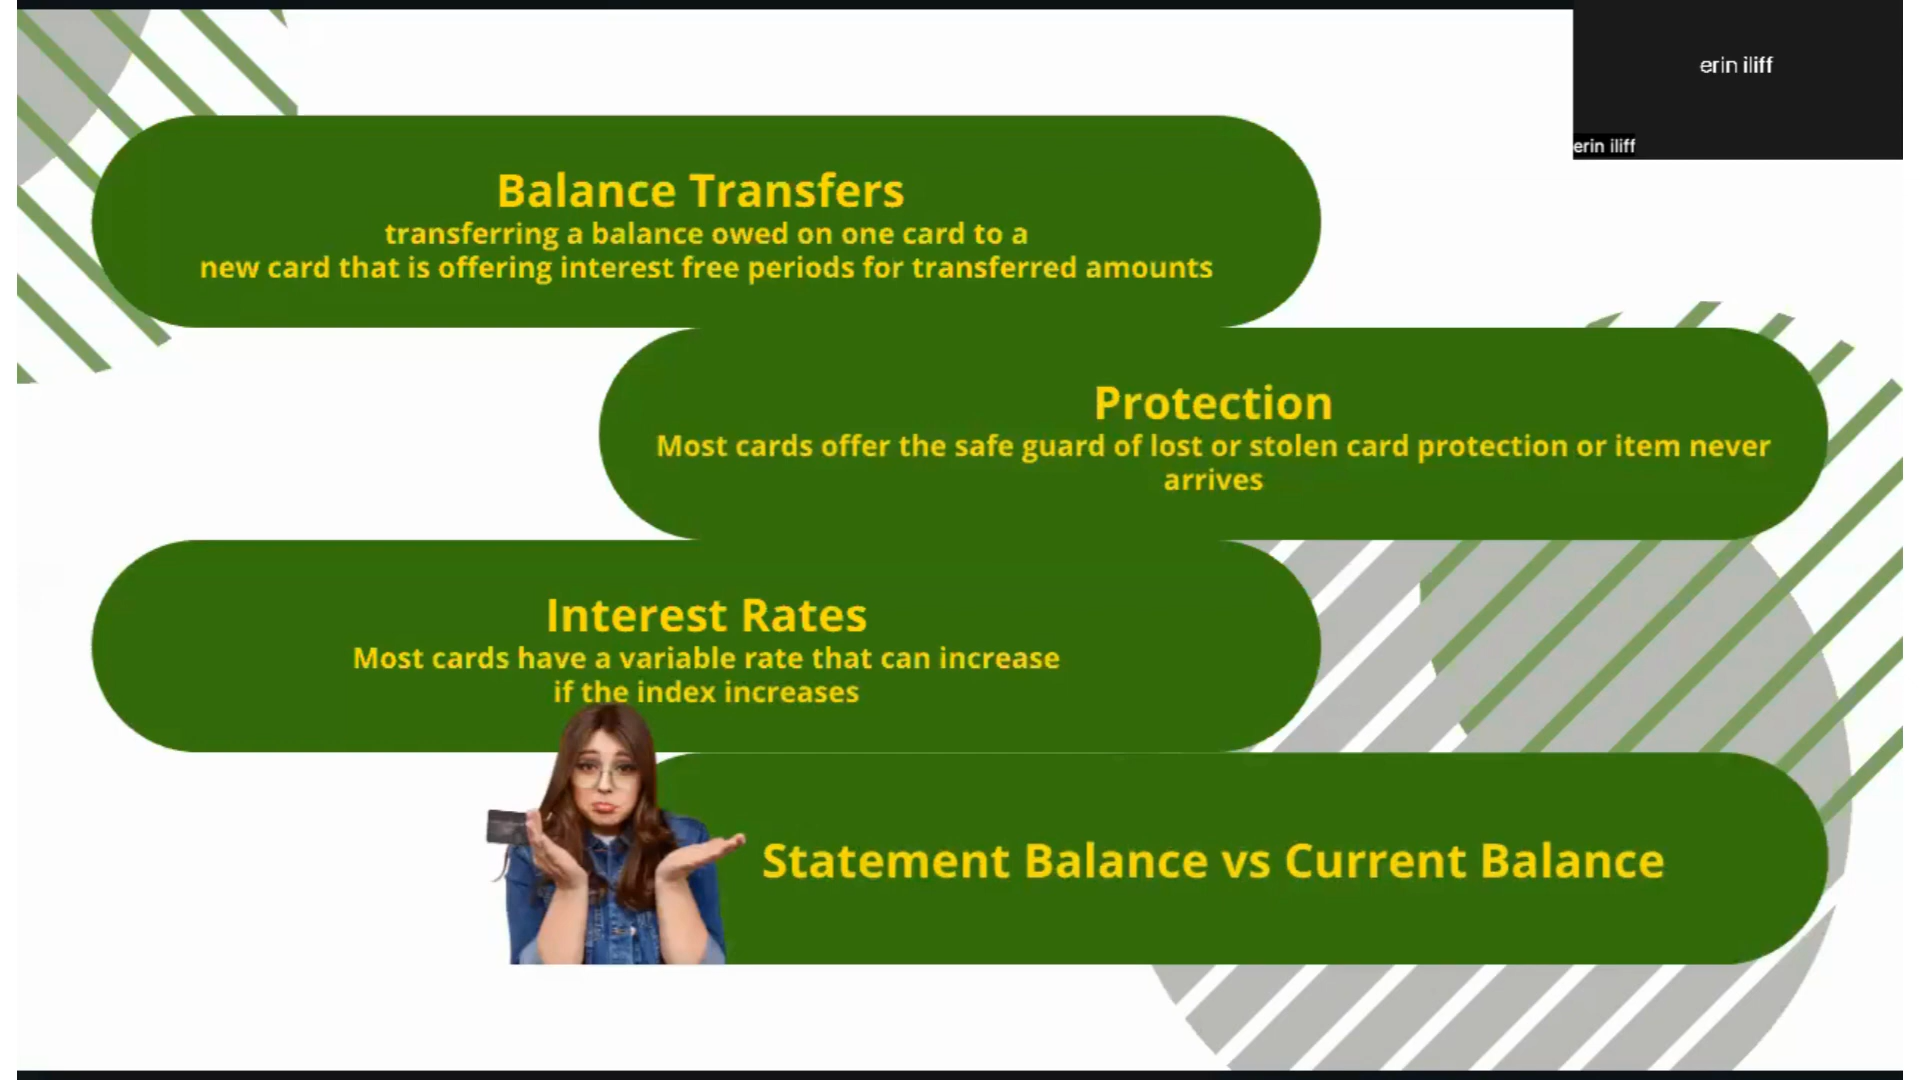 erin iliff
erin iliff
Balance Transfers
transferring a balance owed on one card to a
new card that is offering interest free periods for transferred amounts
Protection
Most cards offer the safe guard of lost or stolen card protection or item never
arrives
Interest Rates
Most cards have a variable rate that can increase
if the index increases
Statement Balance vs Current Balance